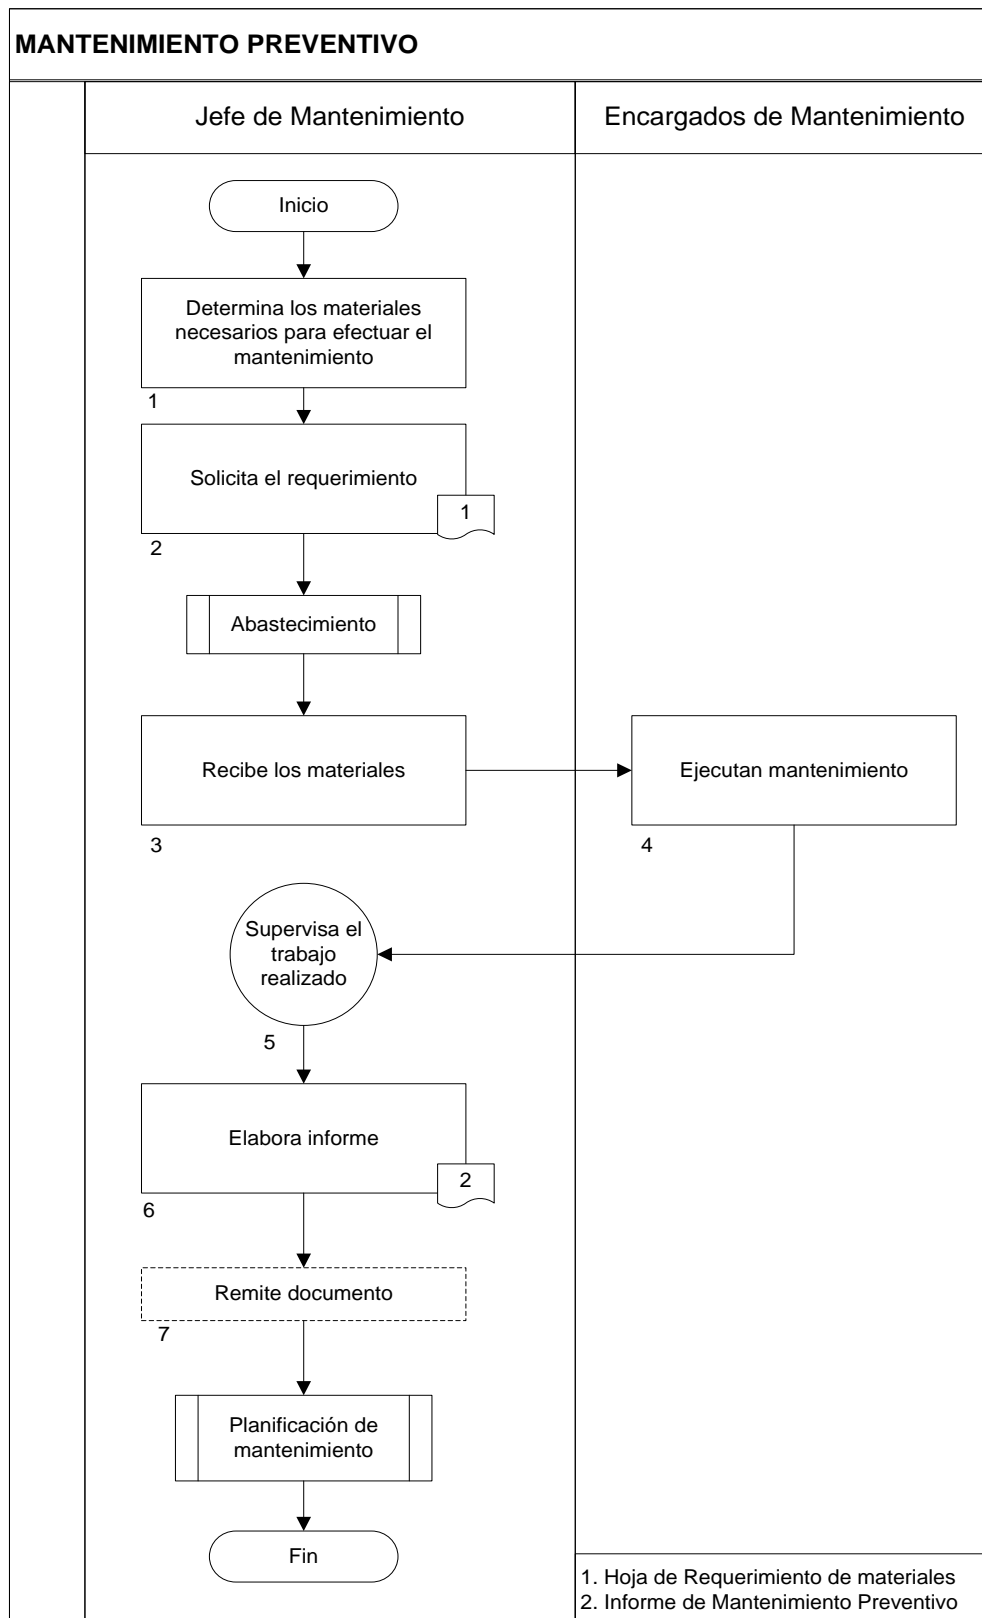 MANTENIMIENTO PREVENTIVO
Jefe de Mantenimiento
Encargados de Mantenimiento
Inicio
Determina los materiales
necesarios para efectuar el
mantenimiento
1
Solicita el requerimiento
1
2
Abastecimiento
Recibe los materiales
3
Ejecutan mantenimiento
4
Supervisa el
trabajo
realizado
5
Elabora informe
2
6
Remite documento
7
Planificación de
mantenimiento
Fin
1. Hoja de Requerimiento de materiales
2. Informe de Mantenimiento Preventivo